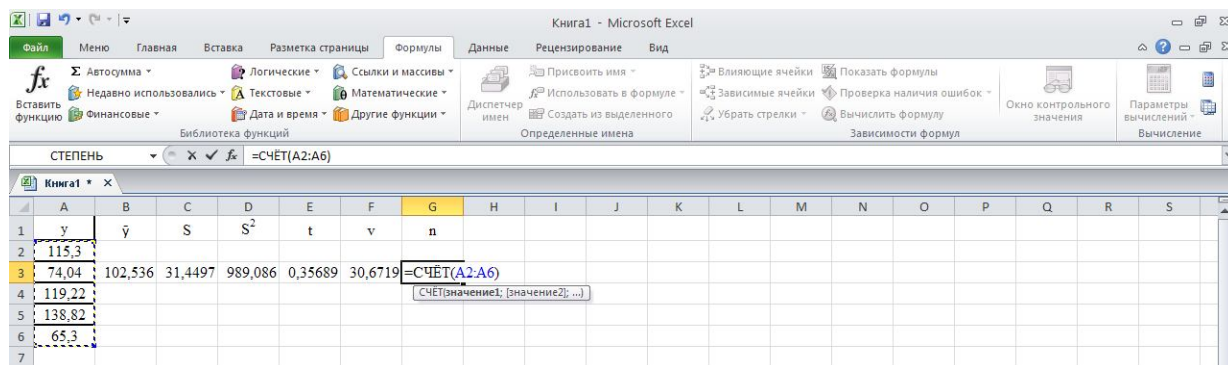 Книга1 - Microsoft Excel
Файл Меню Главная Вставка Разметка страницы Формулы Данные Рецензирование Вид
fx Вставить функцию
Σ Автосумма
Недавно использовались
Финансовые
Логические
Текстовые
Дата и время
Ссылки и массивы
Математические
Другие функции
Библиотека функций
Диспетчер имен
Присвоить имя
Использовать в формуле
Создать из выделенного
Определенные имена
Влияющие ячейки
Зависимые ячейки
Убрать стрелки
Показать формулы
Проверка наличия ошибок
Вычислить формулу
Зависимости формул
Окно контрольного значения
Параметры вычислений
Вычисление
СТЕПЕНЬ fx =СЧЁТ(A2:A6)
Книга1 *
A B C D E F G H I J K L M N O P Q R S
1 y ȳ S S² t v n
2 115,3
3 74,04 102,536 31,4497 989,086 0,35689 30,6719 =СЧЁТ(A2:A6)
СЧЁТ(значение1; [значение2]; ...)
4 119,22
5 138,82
6 65,3
7